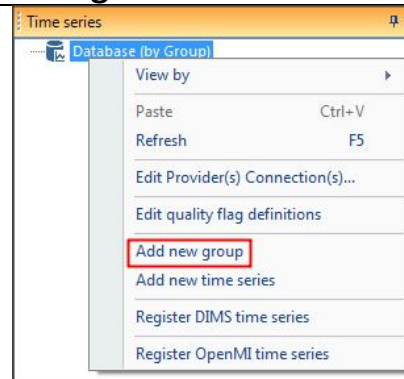 Time series
Database (by Group)
View by
Paste Ctrl+V
Refresh F5
Edit Provider(s) Connection(s)...
Edit quality flag definitions
Add new group
Add new time series
Register DIMS time series
Register OpenMI time series